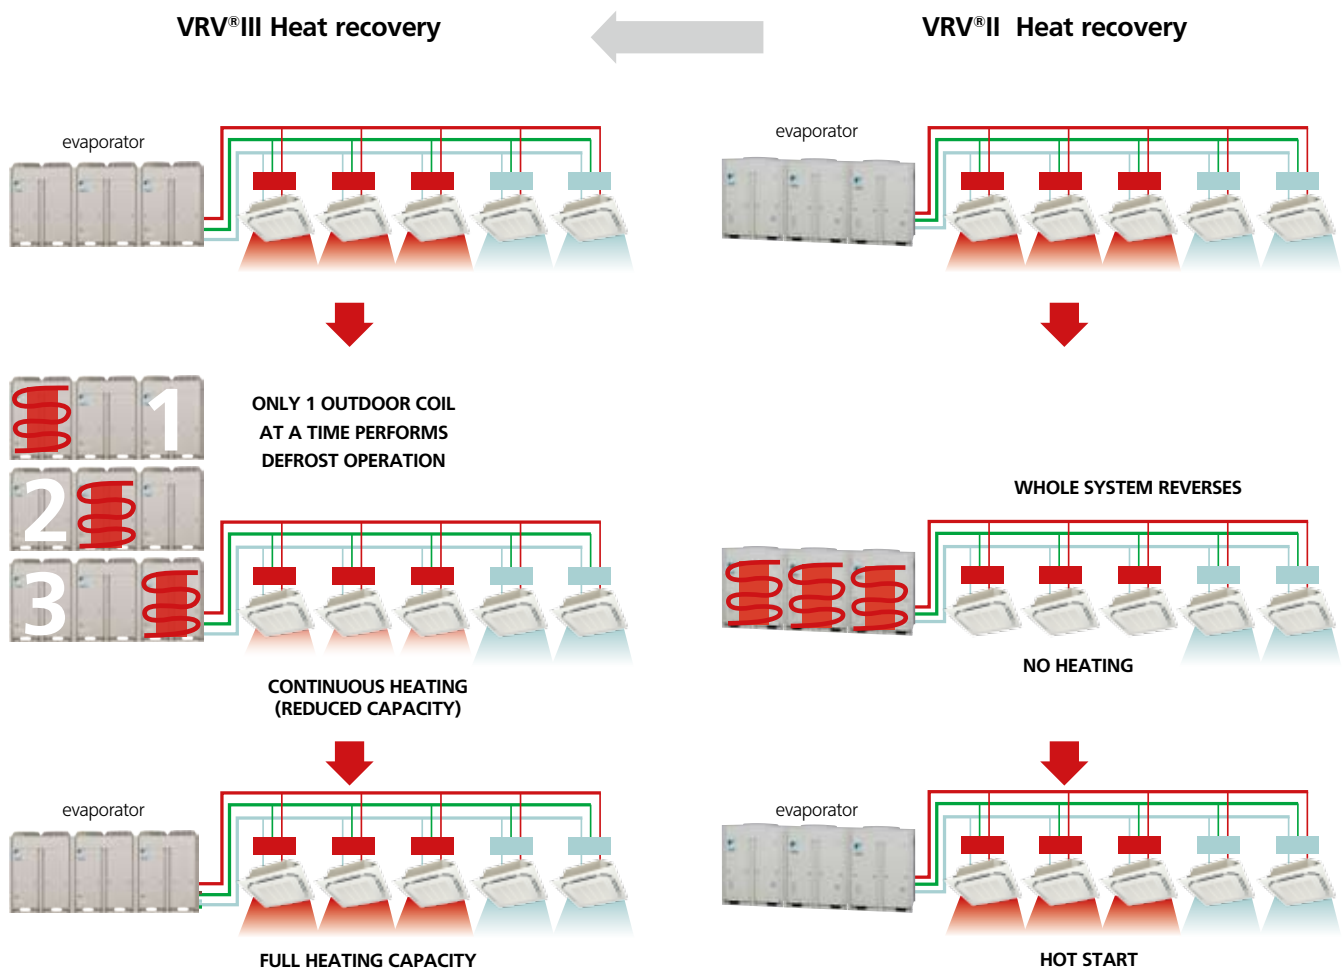 VRV®III Heat recovery
VRV®II Heat recovery
evaporator
evaporator
1
2
3
ONLY 1 OUTDOOR COIL
AT A TIME PERFORMS
DEFROST OPERATION
WHOLE SYSTEM REVERSES
CONTINUOUS HEATING
(REDUCED CAPACITY)
NO HEATING
evaporator
evaporator
FULL HEATING CAPACITY
HOT START